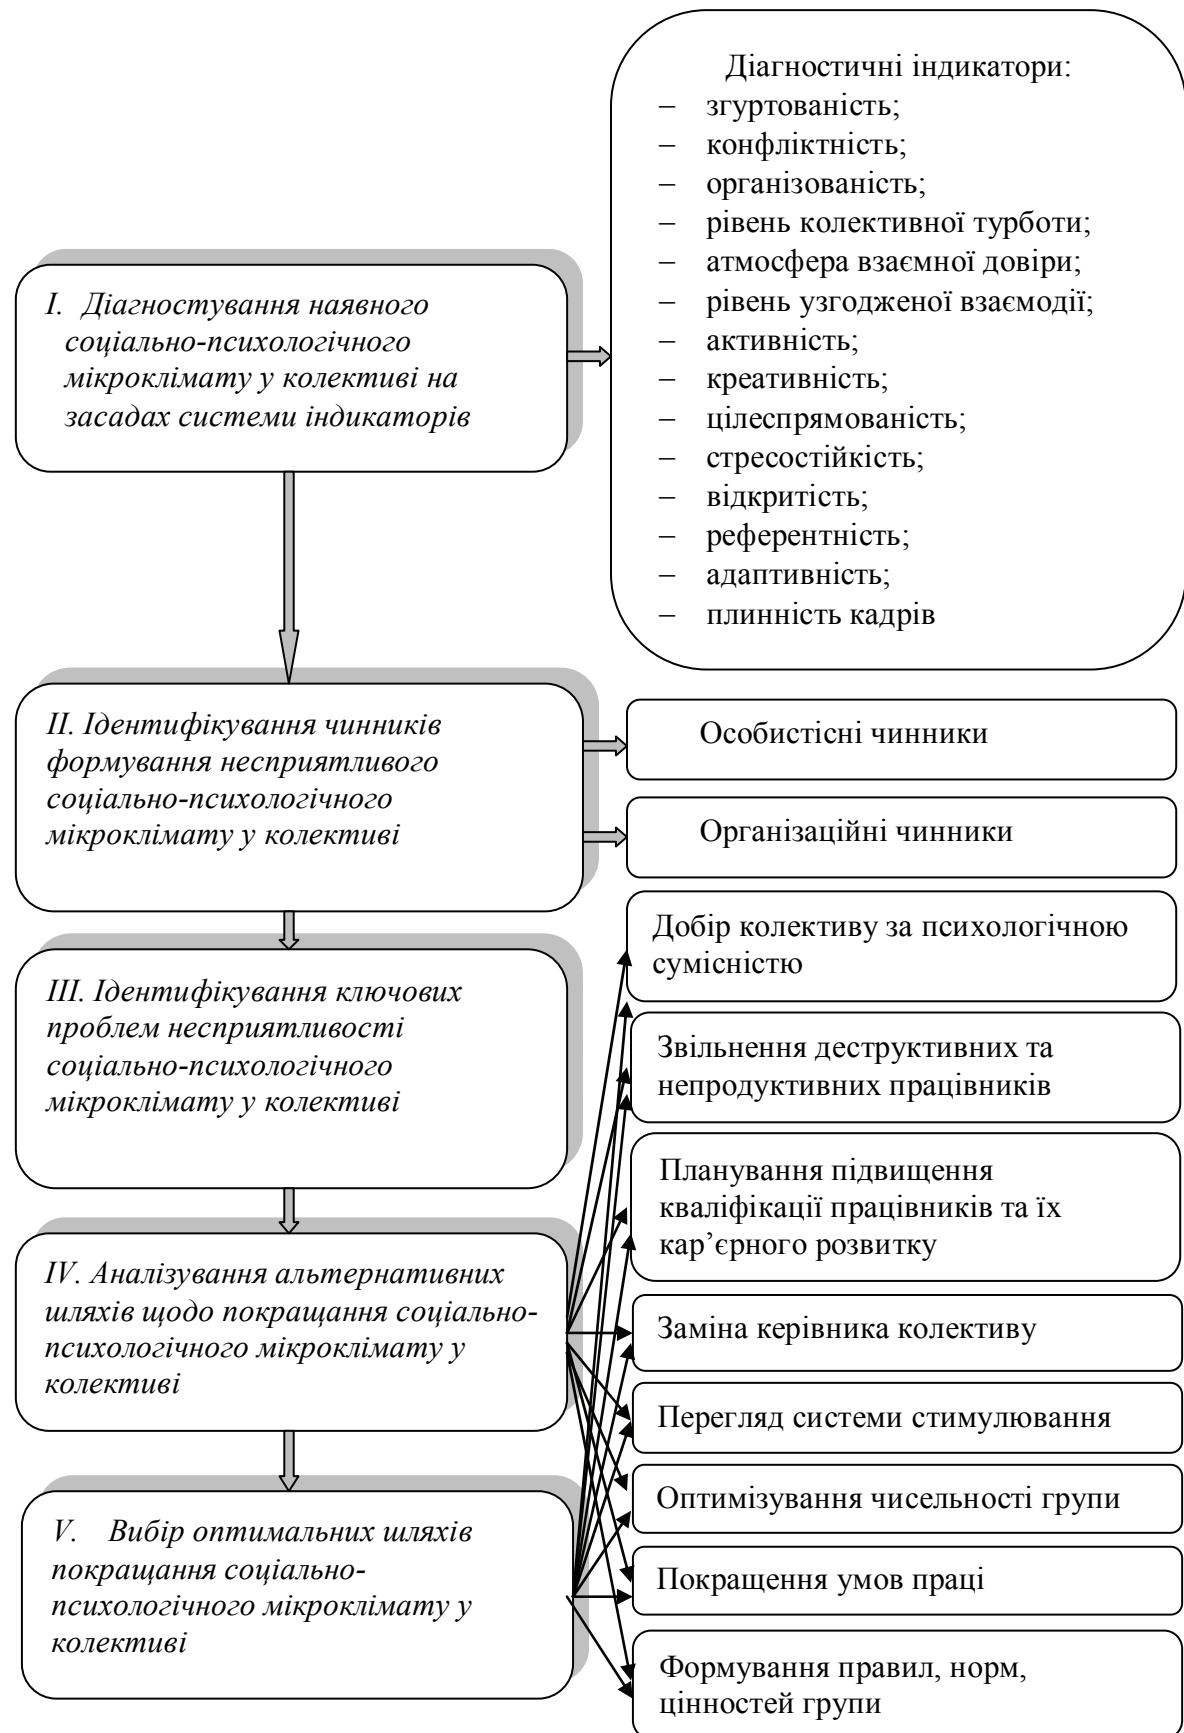 Діагностичні індикатори:
– згуртованість;
– конфліктність;
– організованість;
– рівень колективної турботи;
– атмосфера взаємної довіри;
– рівень узгодженої взаємодії;
– активність;
– креативність;
– цілеспрямованість;
– стресостійкість;
– відкритість;
– референтність;
– адаптивність;
– плинність кадрів
I. Діагностування наявного
соціально-психологічного
мікроклімату у колективі на
засадах системи індикаторів
II. Ідентифікування чинників
формування несприятливого
соціально-психологічного
мікроклімату у колективі
Особистісні чинники
Організаційні чинники
III. Ідентифікування ключових
проблем несприятливості
соціально-психологічного
мікроклімату у колективі
IV. Аналізування альтернативних
шляхів щодо покращання соціально-
психологічного мікроклімату у
колективі
V. Вибір оптимальних шляхів
покращання соціально-
психологічного мікроклімату у
колективі
Добір колективу за психологічною
сумісністю
Звільнення деструктивних та
непродуктивних працівників
Планування підвищення
кваліфікації працівників та їх
кар’єрного розвитку
Заміна керівника колективу
Перегляд системи стимулювання
Оптимізування чисельності групи
Покращення умов праці
Формування правил, норм,
цінностей групи